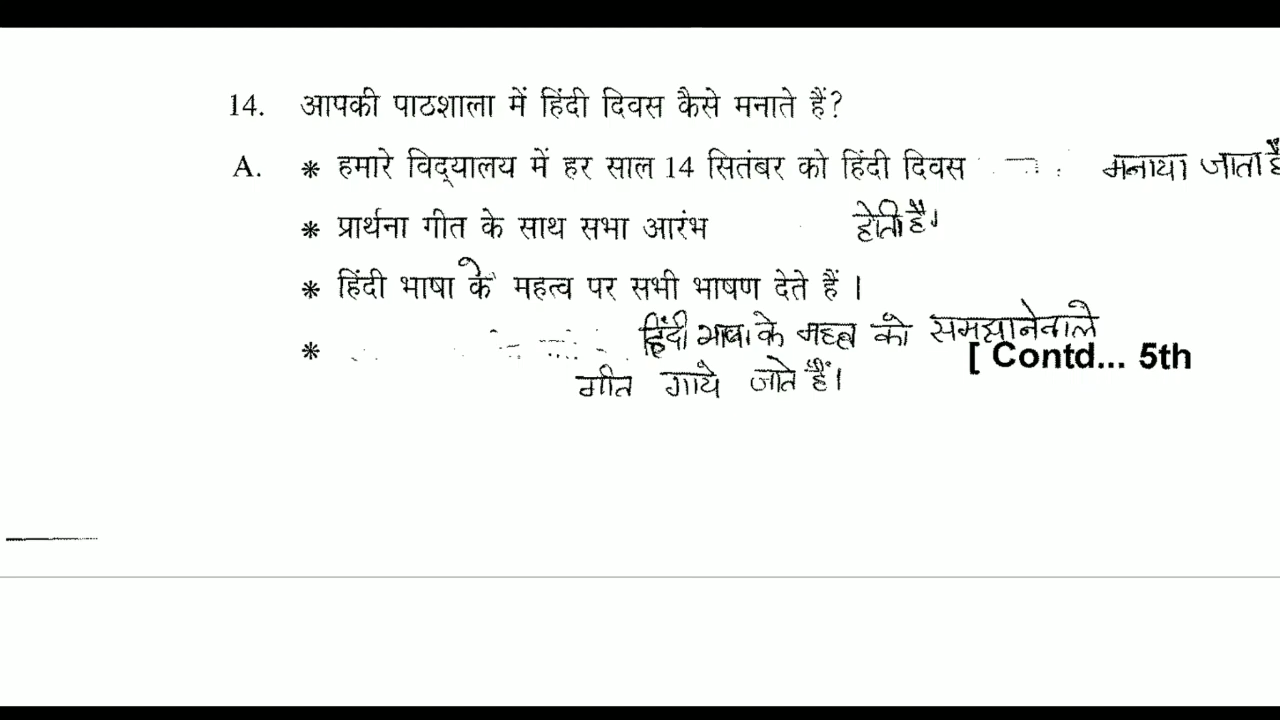 14. आपकी पाठशाला में हिंदी दिवस कैसे मनाते हैं?
A. * हमारे विद्‌यालय में हर साल 14 सितंबर को हिंदी दिवस मनाया जाता है
* प्रार्थना गीत के साथ सभा आरंभ होती है।
* हिंदी भाषा के महत्व पर सभी भाषण देते हैं ।
* हिंदी भाषा के महत्व को समझानेवाले
[ Contd... 5th
गीत गाये जाते हैं।